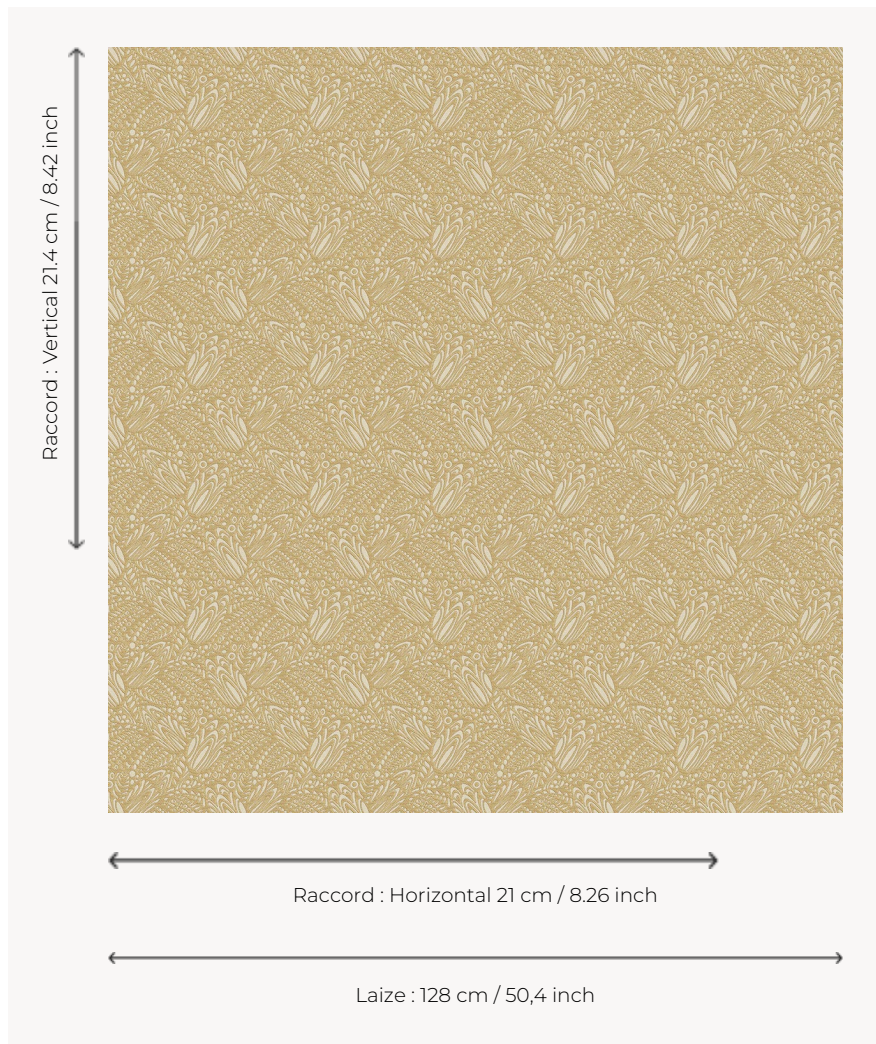 Raccord : Vertical 21.4 cm / 8.42 inch
Raccord : Horizontal 21 cm / 8.26 inch
Laize : 128 cm / 50,4 inch